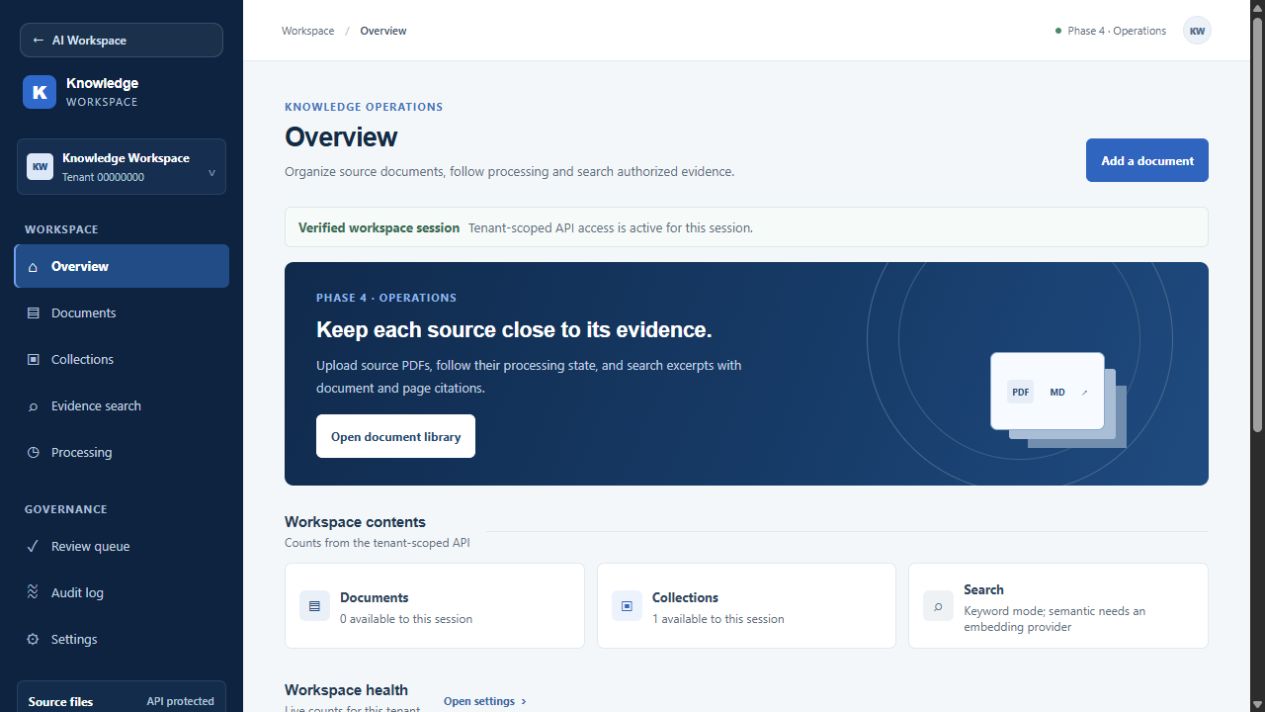 ← AI Workspace
K
Knowledge
WORKSPACE
KW
Knowledge Workspace
Tenant 00000000
WORKSPACE
Overview
Documents
Collections
Evidence search
Processing
GOVERNANCE
Review queue
Audit log
Settings
Source files API protected
Workspace / Overview
Phase 4 · Operations KW
KNOWLEDGE OPERATIONS
Overview
Organize source documents, follow processing and search authorized evidence.
Add a document
Verified workspace session Tenant-scoped API access is active for this session.
PHASE 4 · OPERATIONS
Keep each source close to its evidence.
Upload source PDFs, follow their processing state, and search excerpts with
document and page citations.
Open document library
PDF MD
Workspace contents
Counts from the tenant-scoped API
Documents
0 available to this session
Collections
1 available to this session
Search
Keyword mode; semantic needs an
embedding provider
Workspace health
Open settings ›
Live counts for this tenant